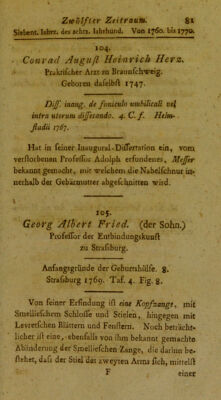 Zwölfter Zeitraum. 81
Siebent. Iahrz. des achtz. Iahrhund. Von 1760. bis 1770.
104.
Conrad August Heinrich Herz.
Praktischer Arzt zu Braunschweig.
Geboren daselbst 1747.
Diss. inaug. de funiculo umbilicali vel
intra uterum dissecando. 4. C. f. Helm-
stadii 1767.
Hat in seiner Inaugural-Dissertation ein, vom
verstorbenen Professor Adolph erfundenes, Messer
bekannt gemacht, mit welchem die Nabelschnur in-
nerhalb der Gebärmutter abgeschnitten wird.
105.
Georg Albert Fried. (der Sohn.)
Professor der Entbindungskunst
zu Strasburg.
Anfangsgründe der Geburtshülfe. 8.
Strasburg 1769. Taf. 4. Fig. 8.
Von seiner Erfindung ist eine Kopfzange, mit
Smellieschem Schlosse und Stielen, hingegen mit
Levretschen Blättern und Fenstern. Noch beträcht-
licher ist eine, ebenfalls von ihm bekannt gemachte
Abänderung der Smellieschen Zange, die darinn be-
stehet, daß der Stiel des zweyten Arms sich, mittelst
F einer